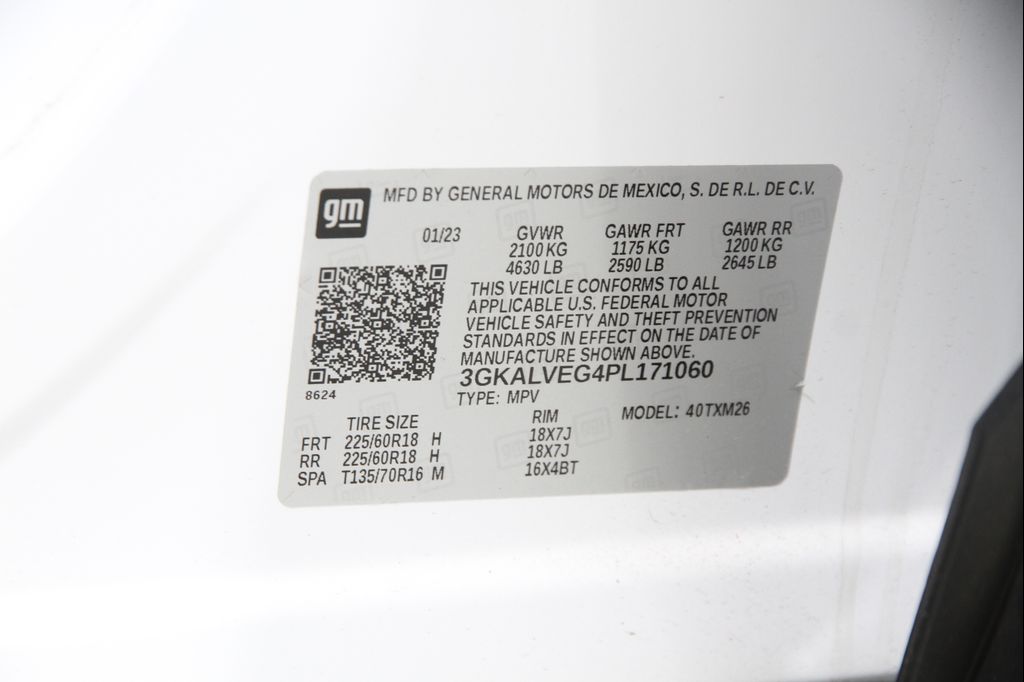 gm MFD BY GENERAL MOTORS DE MEXICO, S. DE R.L. DE C.V.
01/23 GVWR GAWR FRT GAWR RR
2100 KG 1175 KG 1200 KG
4630 LB 2590 LB 2645 LB
THIS VEHICLE CONFORMS TO ALL
APPLICABLE U.S. FEDERAL MOTOR
VEHICLE SAFETY AND THEFT PREVENTION
STANDARDS IN EFFECT ON THE DATE OF
MANUFACTURE SHOWN ABOVE.
3GKALVEG4PL171060
8624
TYPE: MPV
TIRE SIZE RIM MODEL: 40TXM26
FRT 225/60R18 H 18X7J
RR 225/60R18 H 18X7J
SPA T135/70R16 M 16X4BT